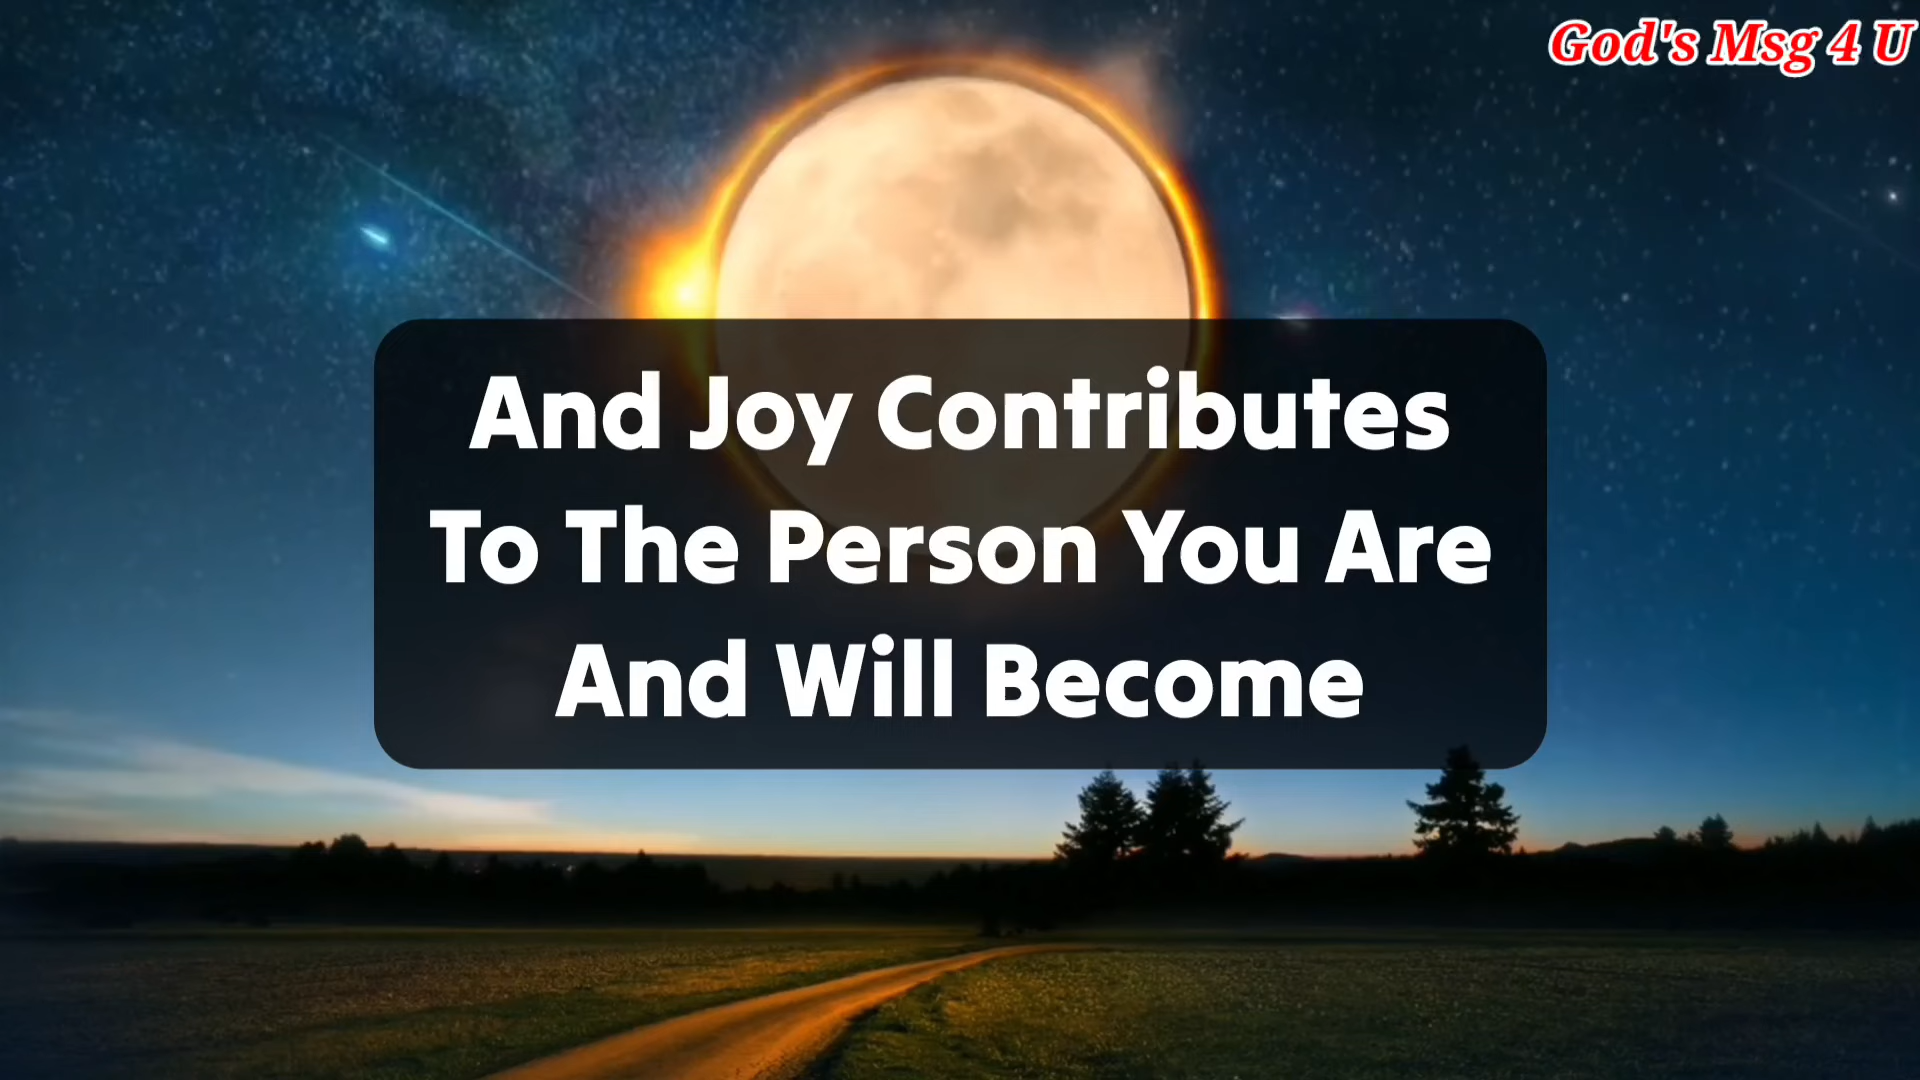 God's Msg 4 U
And Joy Contributes
To The Person You Are
And Will Become